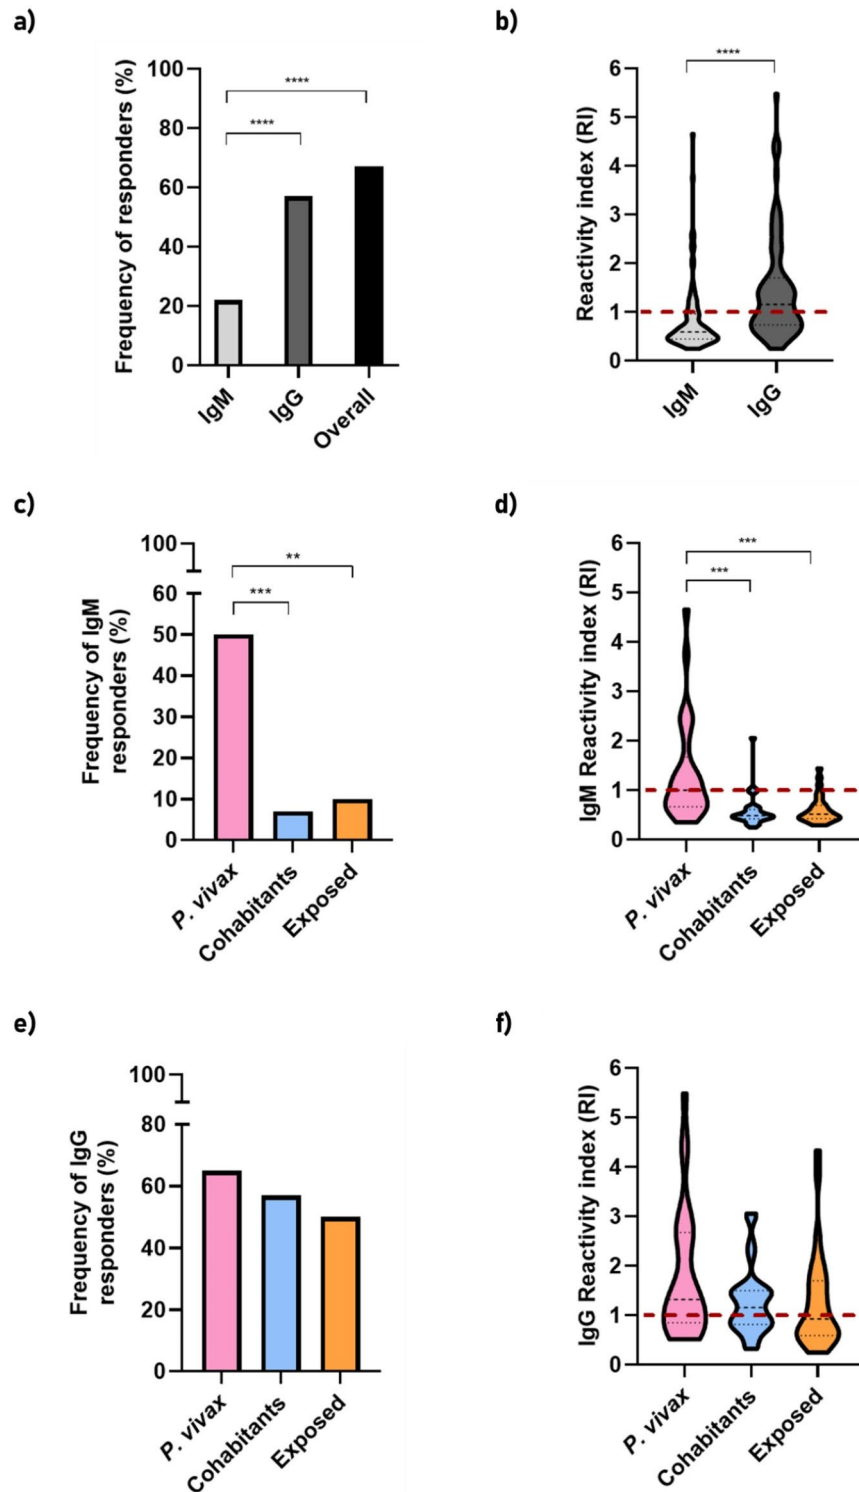 a)
Frequency of responders (%)
100
80
60
40
20
0
****
****
IgM
IgG
Overall
b)
Reactivity index (RI)
6
5
4
3
2
1
0
****
IgM
IgG
c)
Frequency of IgM
responders (%)
100
60
50
40
30
20
10
0
**
***
P. vivax
Cohabitants
Exposed
d)
IgM Reactivity index (RI)
6
5
4
3
2
1
0
***
***
P. vivax
Cohabitants
Exposed
e)
Frequency of IgG
responders (%)
100
80
60
40
20
0
P. vivax
Cohabitants
Exposed
f)
IgG Reactivity index (RI)
6
5
4
3
2
1
0
P. vivax
Cohabitants
Exposed